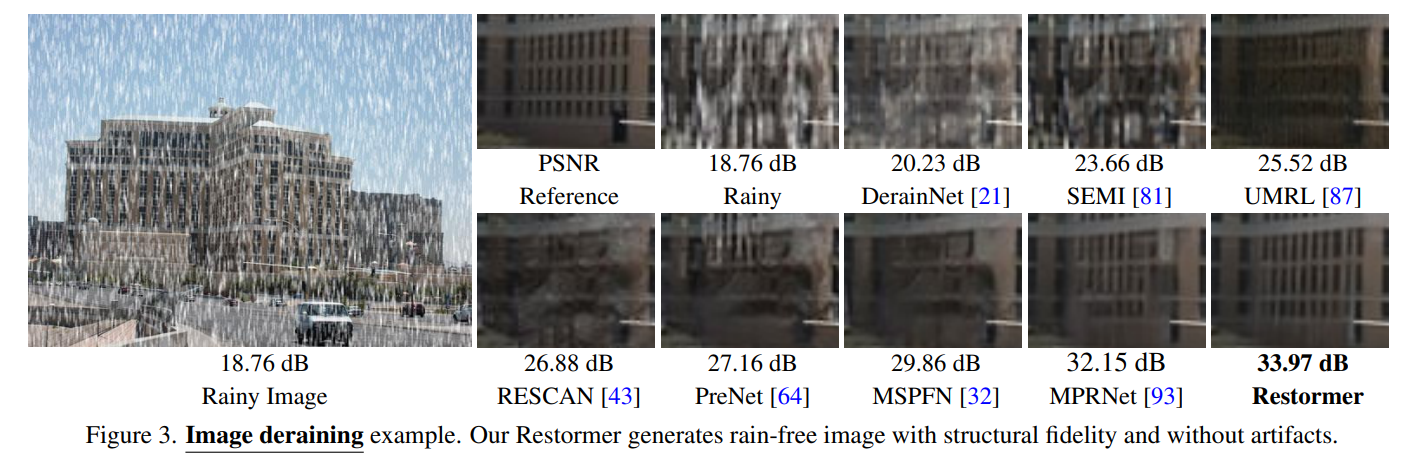 PSNR 18.76 dB 20.23 dB 23.66 dB 25.52 dB
Reference Rainy DerainNet [21] SEMI [81] UMRL [87]
18.76 dB 26.88 dB 27.16 dB 29.86 dB 32.15 dB 33.97 dB
Rainy Image RESCAN [43] PreNet [64] MSPFN [32] MPRNet [93] Restormer
Figure 3. Image deraining example. Our Restormer generates rain-free image with structural fidelity and without artifacts.